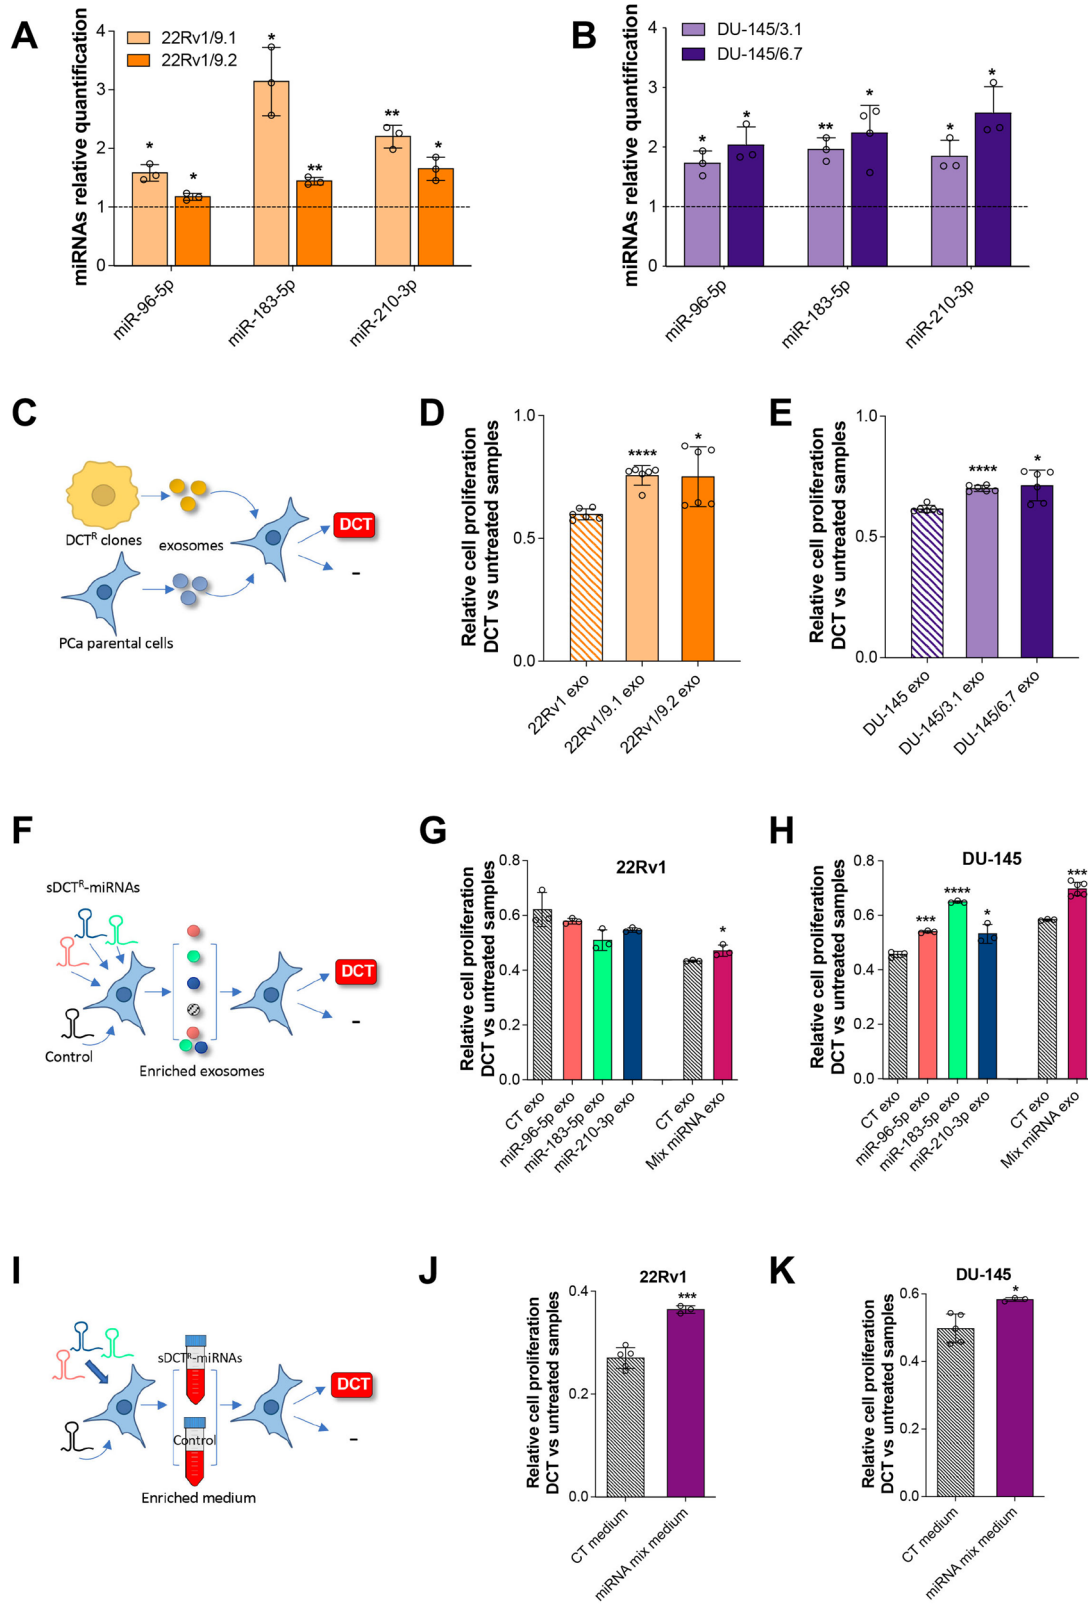 A
miRNAs relative quantification
4
3
2
1
0
22Rv1/9.1
22Rv1/9.2
*
*
*
**
**
*
miR-96-5p
miR-183-5p
miR-210-3p
B
miRNAs relative quantification
4
3
2
1
0
DU-145/3.1
DU-145/6.7
*
*
**
*
*
*
miR-96-5p
miR-183-5p
miR-210-3p
C
DCTᴿ clones
exosomes
PCa parental cells
DCT
-
D
Relative cell proliferation
DCT vs untreated samples
1.0
0.5
0.0
****
*
22Rv1 exo
22Rv1/9.1 exo
22Rv1/9.2 exo
E
Relative cell proliferation
DCT vs untreated samples
1.0
0.5
0.0
****
*
DU-145 exo
DU-145/3.1 exo
DU-145/6.7 exo
F
sDCTᴿ-miRNAs
Control
Enriched exosomes
DCT
-
G
22Rv1
Relative cell proliferation
DCT vs untreated samples
0.8
0.6
0.4
0.2
0.0
*
CT exo
miR-96-5p exo
miR-183-5p exo
miR-210-3p exo
CT exo
Mix miRNA exo
H
DU-145
Relative cell proliferation
DCT vs untreated samples
0.8
0.6
0.4
0.2
0.0
***
****
*
***
CT exo
miR-96-5p exo
miR-183-5p exo
miR-210-3p exo
CT exo
Mix miRNA exo
I
sDCTᴿ-miRNAs
Control
Enriched medium
DCT
-
J
22Rv1
Relative cell proliferation
DCT vs untreated samples
0.4
0.2
0.0
***
CT medium
miRNA mix medium
K
DU-145
Relative cell proliferation
DCT vs untreated samples
0.6
0.4
0.2
0.0
*
CT medium
miRNA mix medium